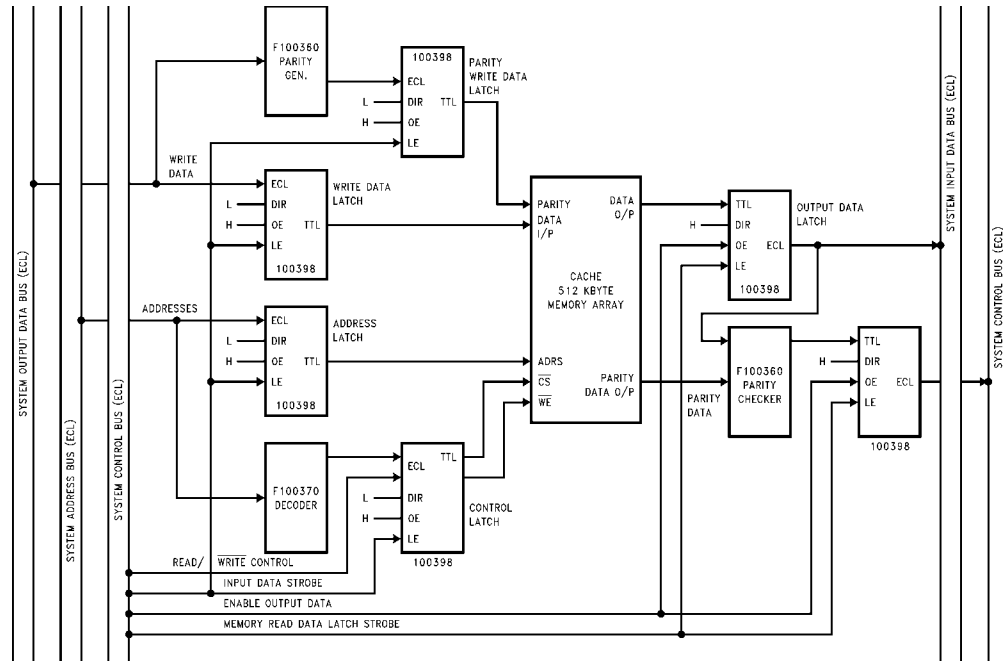 F100360
PARITY
GEN.
100398
ECL
L
DIR
TTL
H
OE
LE
PARITY
WRITE DATA
LATCH
WRITE
DATA
ECL
L
DIR
H
OE
TTL
LE
100398
WRITE DATA
LATCH
PARITY
DATA
I/P
DATA
O/P
CACHE
512 KBYTE
MEMORY ARRAY
ADRS
CS
WE
PARITY
DATA O/P
TTL
H
DIR
OE
ECL
LE
100398
OUTPUT DATA
LATCH
ADDRESSES
ECL
L
DIR
H
OE
TTL
LE
100398
ADDRESS
LATCH
PARITY
DATA
F100360
PARITY
CHECKER
TTL
H
DIR
OE
ECL
LE
100398
F100370
DECODER
ECL
TTL
L
DIR
H
OE
LE
100398
CONTROL
LATCH
READ/ WRITE CONTROL
INPUT DATA STROBE
ENABLE OUTPUT DATA
MEMORY READ DATA LATCH STROBE
SYSTEM OUTPUT DATA BUS (ECL)
SYSTEM ADDRESS BUS (ECL)
SYSTEM CONTROL BUS (ECL)
SYSTEM INPUT DATA BUS (ECL)
SYSTEM CONTROL BUS (ECL)